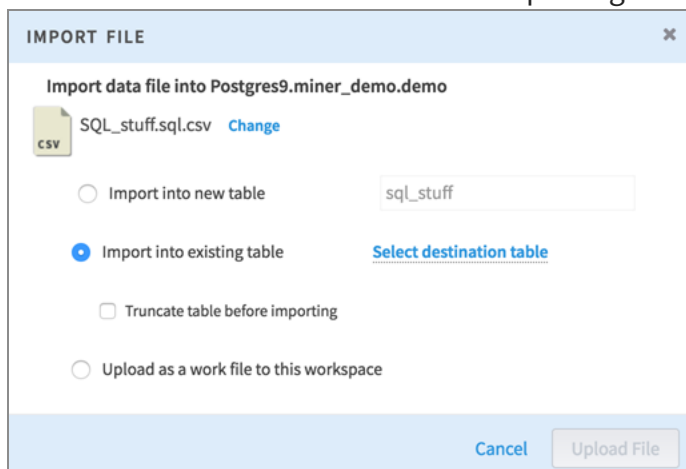 IMPORT FILE
Import data file into Postgres9.miner_demo.demo
SQL_stuff.sql.csv Change
CSV
Import into new table sql_stuff
Import into existing table Select destination table
Truncate table before importing
Upload as a work file to this workspace
Cancel Upload File